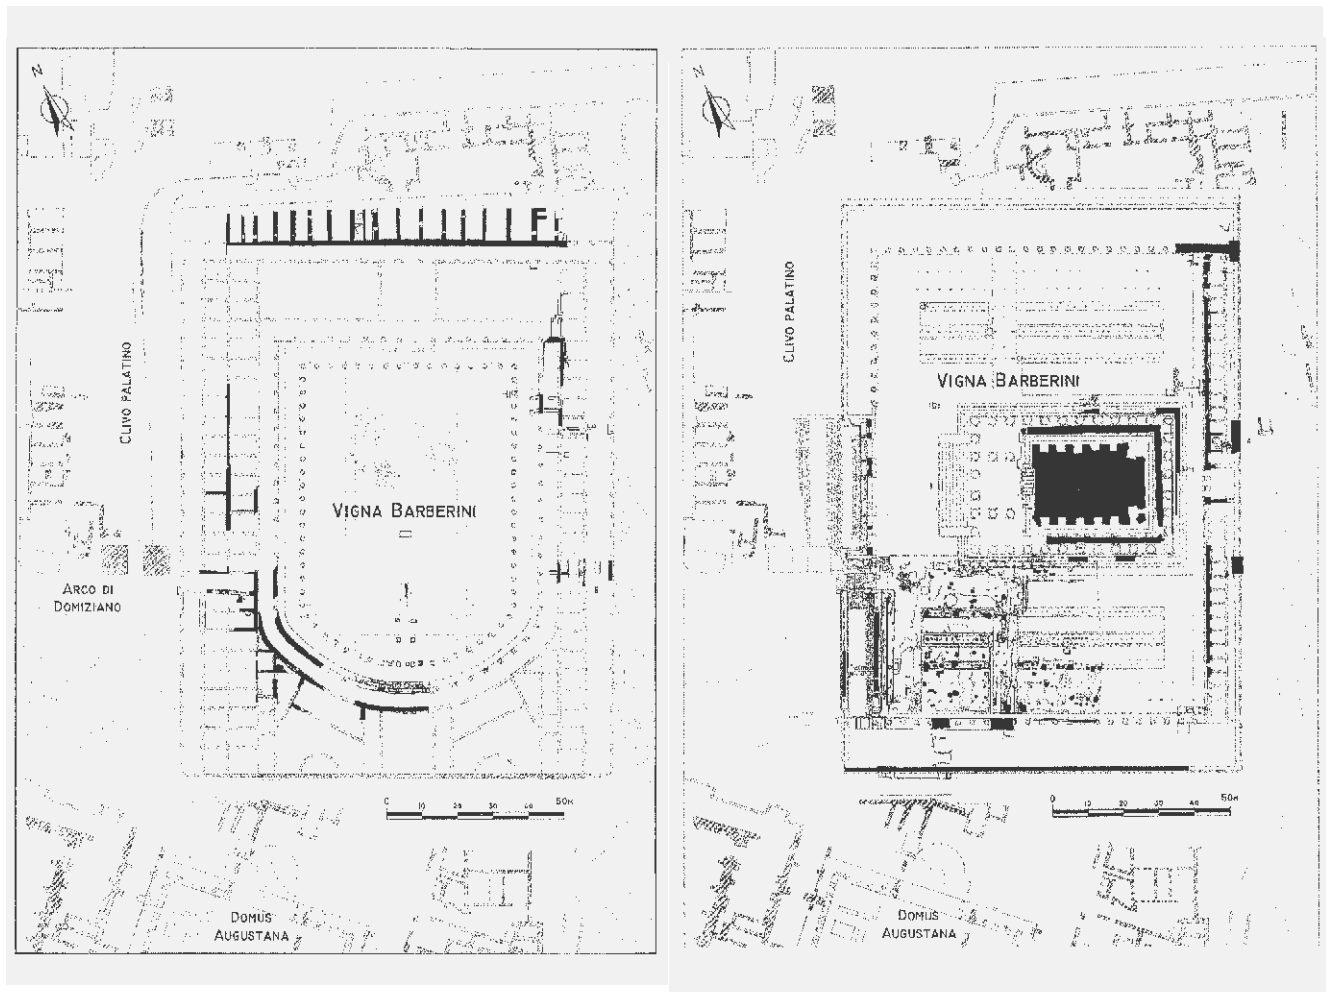 N
CLIVO PALATINO
VIGNA BARBERINI
ARCO DI
DOMIZIANO
0 10 20 30 40 50M
DOMUS
AUGUSTANA
N
CLIVO PALATINO
VIGNA BARBERINI
0 10 20 30 40 50M
DOMUS
AUGUSTANA